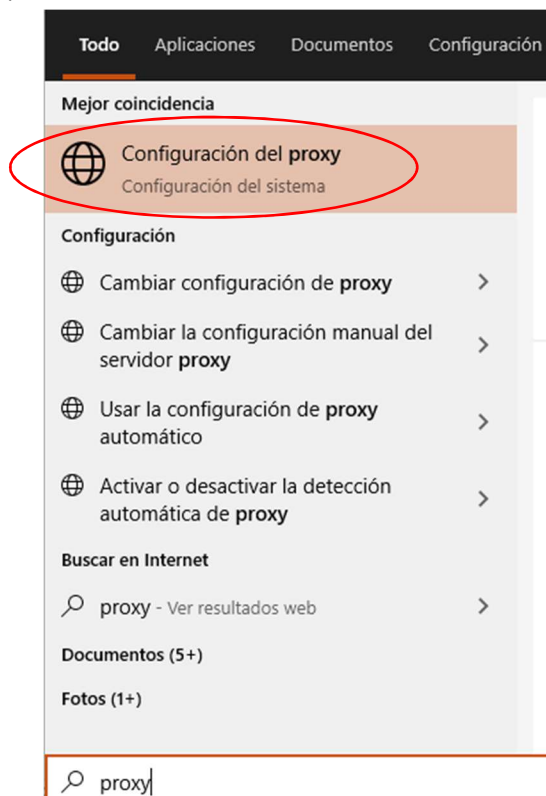 Todo Aplicaciones Documentos Configuración
Mejor coincidencia
Configuración del proxy
Configuración del sistema
Configuración
Cambiar configuración de proxy
Cambiar la configuración manual del
servidor proxy
Usar la configuración de proxy
automático
Activar o desactivar la detección
automática de proxy
Buscar en Internet
proxy - Ver resultados web
Documentos (5+)
Fotos (1+)
proxy